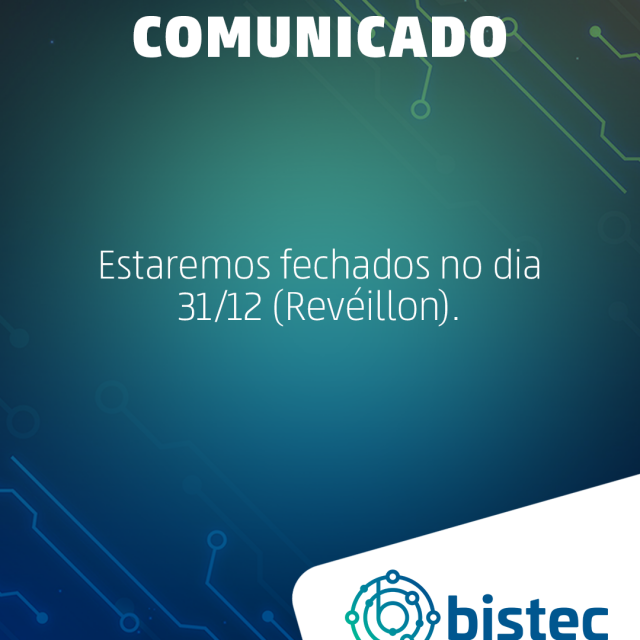 COMUNICADO
Estaremos fechados no dia
31/12 (Revéillon).
bistec